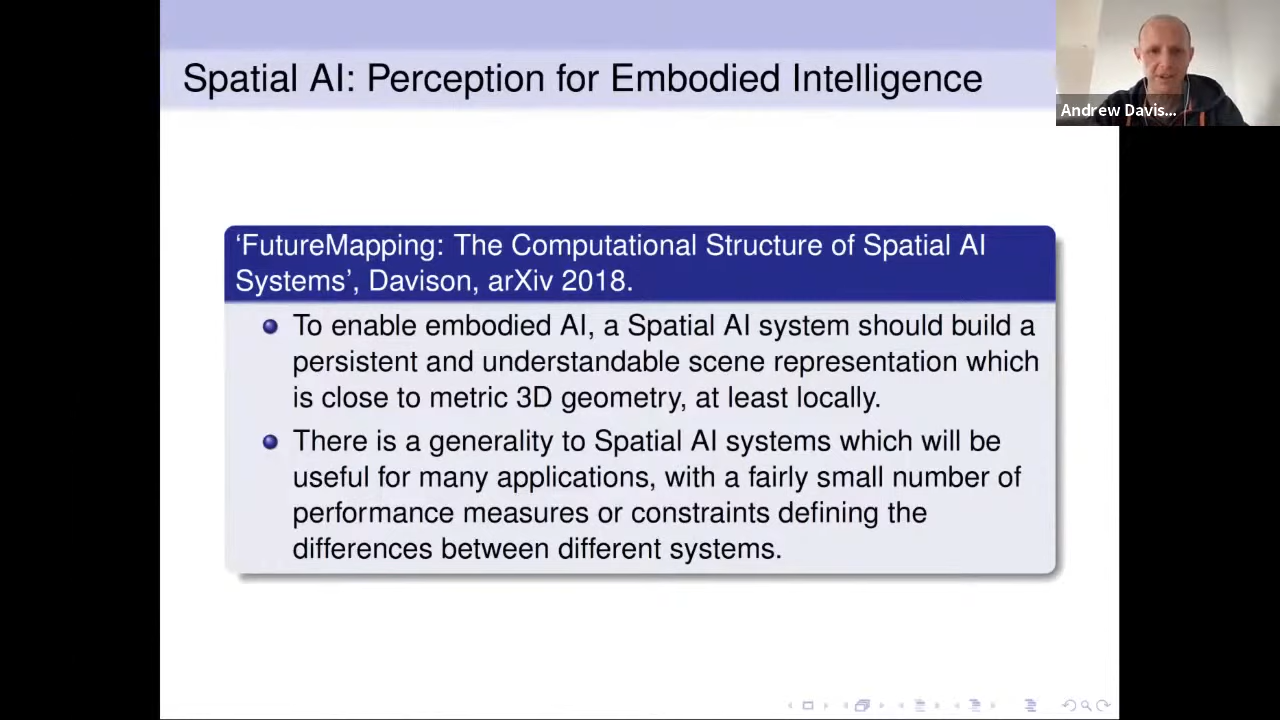 Spatial AI: Perception for Embodied Intelligence
Andrew Davis...
‘FutureMapping: The Computational Structure of Spatial AI
Systems’, Davison, arXiv 2018.
To enable embodied AI, a Spatial AI system should build a
persistent and understandable scene representation which
is close to metric 3D geometry, at least locally.
There is a generality to Spatial AI systems which will be
useful for many applications, with a fairly small number of
performance measures or constraints defining the
differences between different systems.